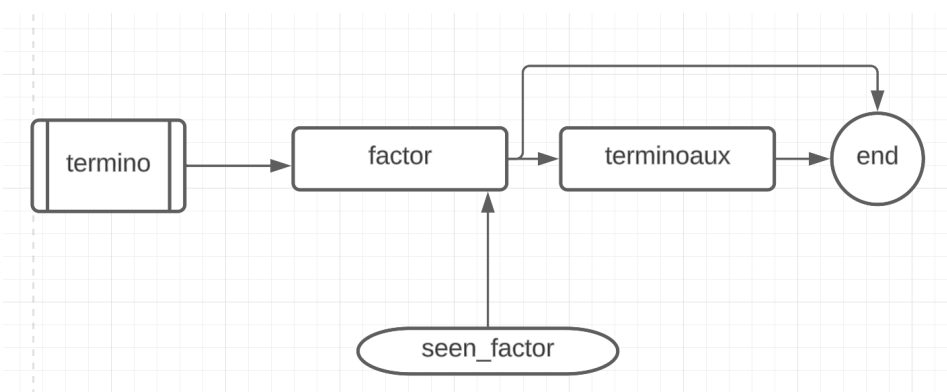 termino
factor
terminoaux
end
seen_factor